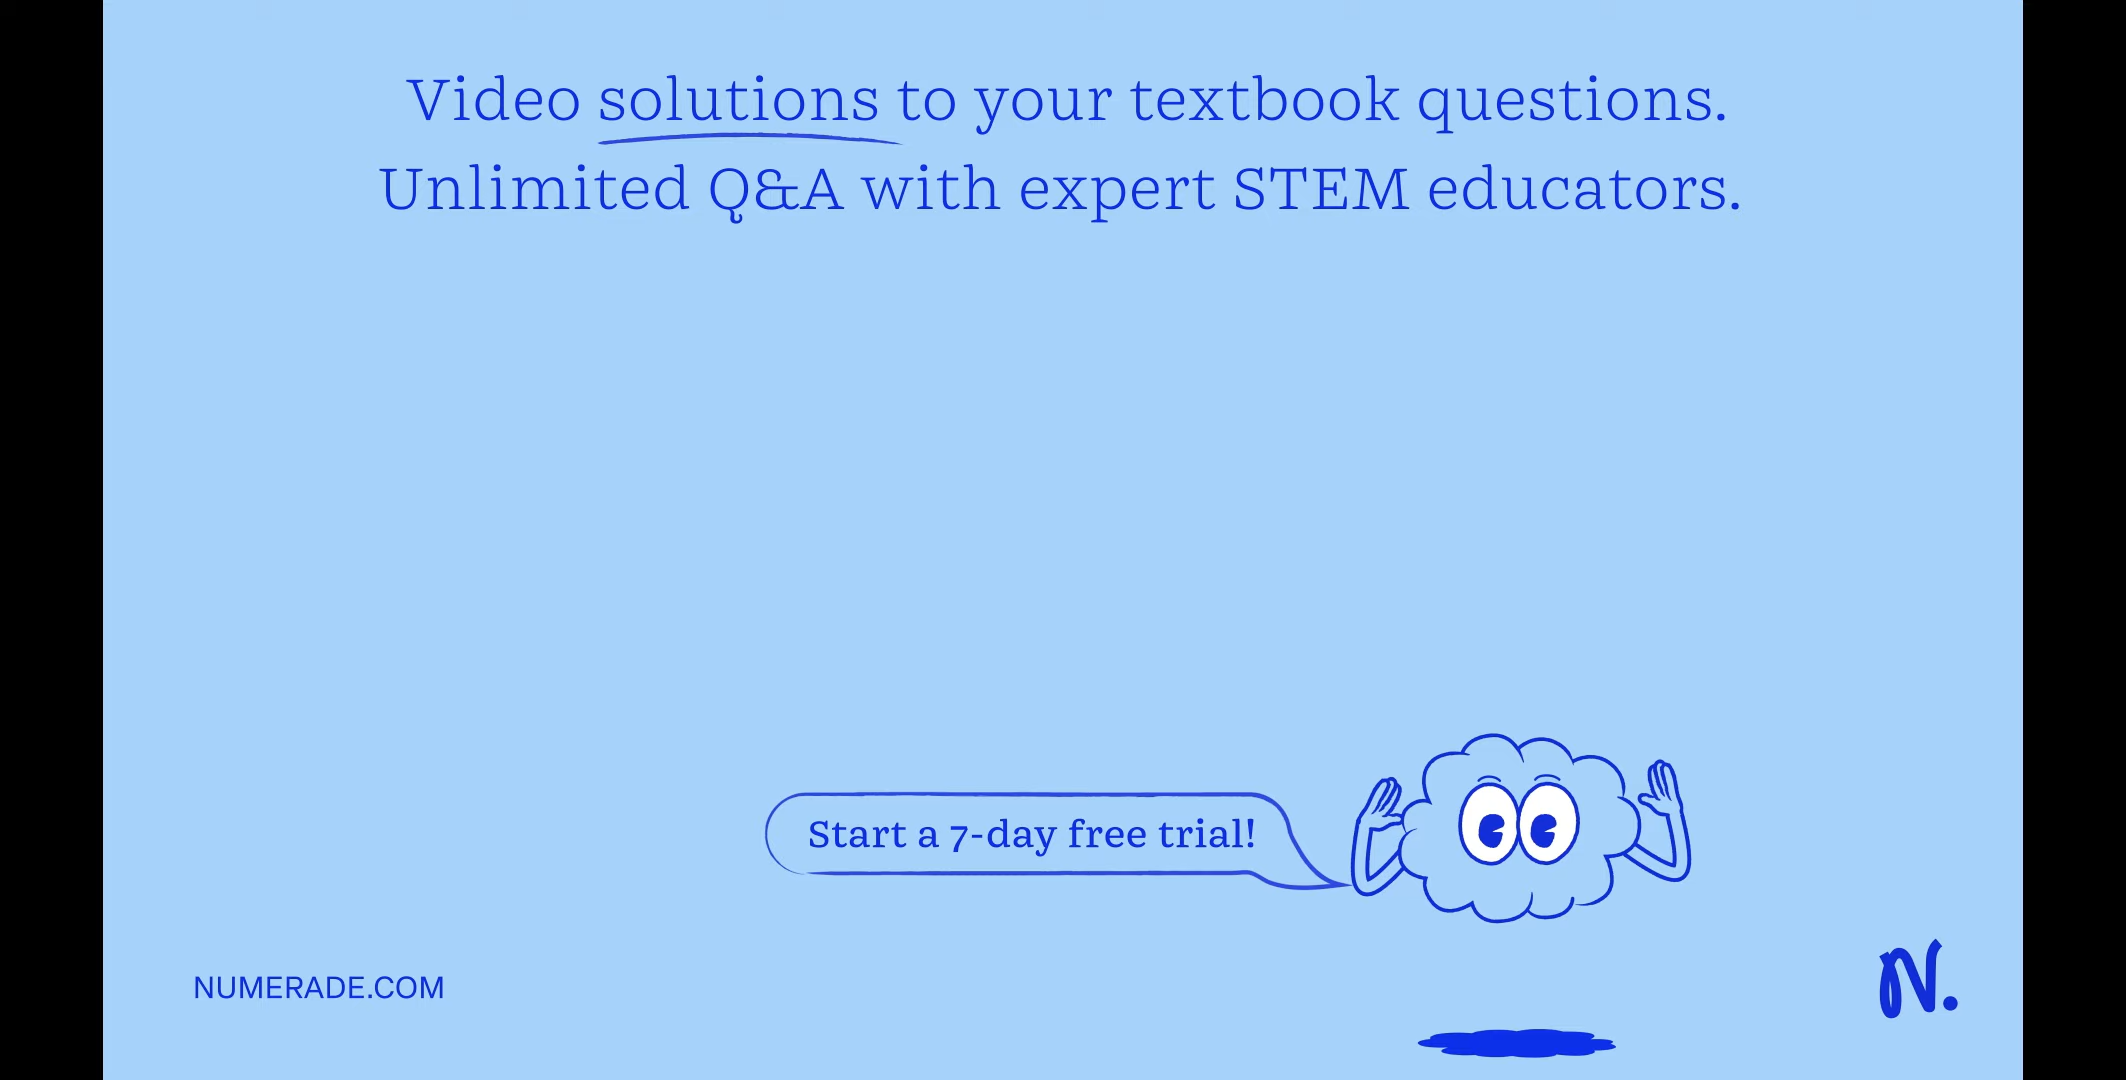 Video solutions to your textbook questions.
Unlimited Q&A with expert STEM educators.
Start a 7-day free trial!
NUMERADE.COM
N.